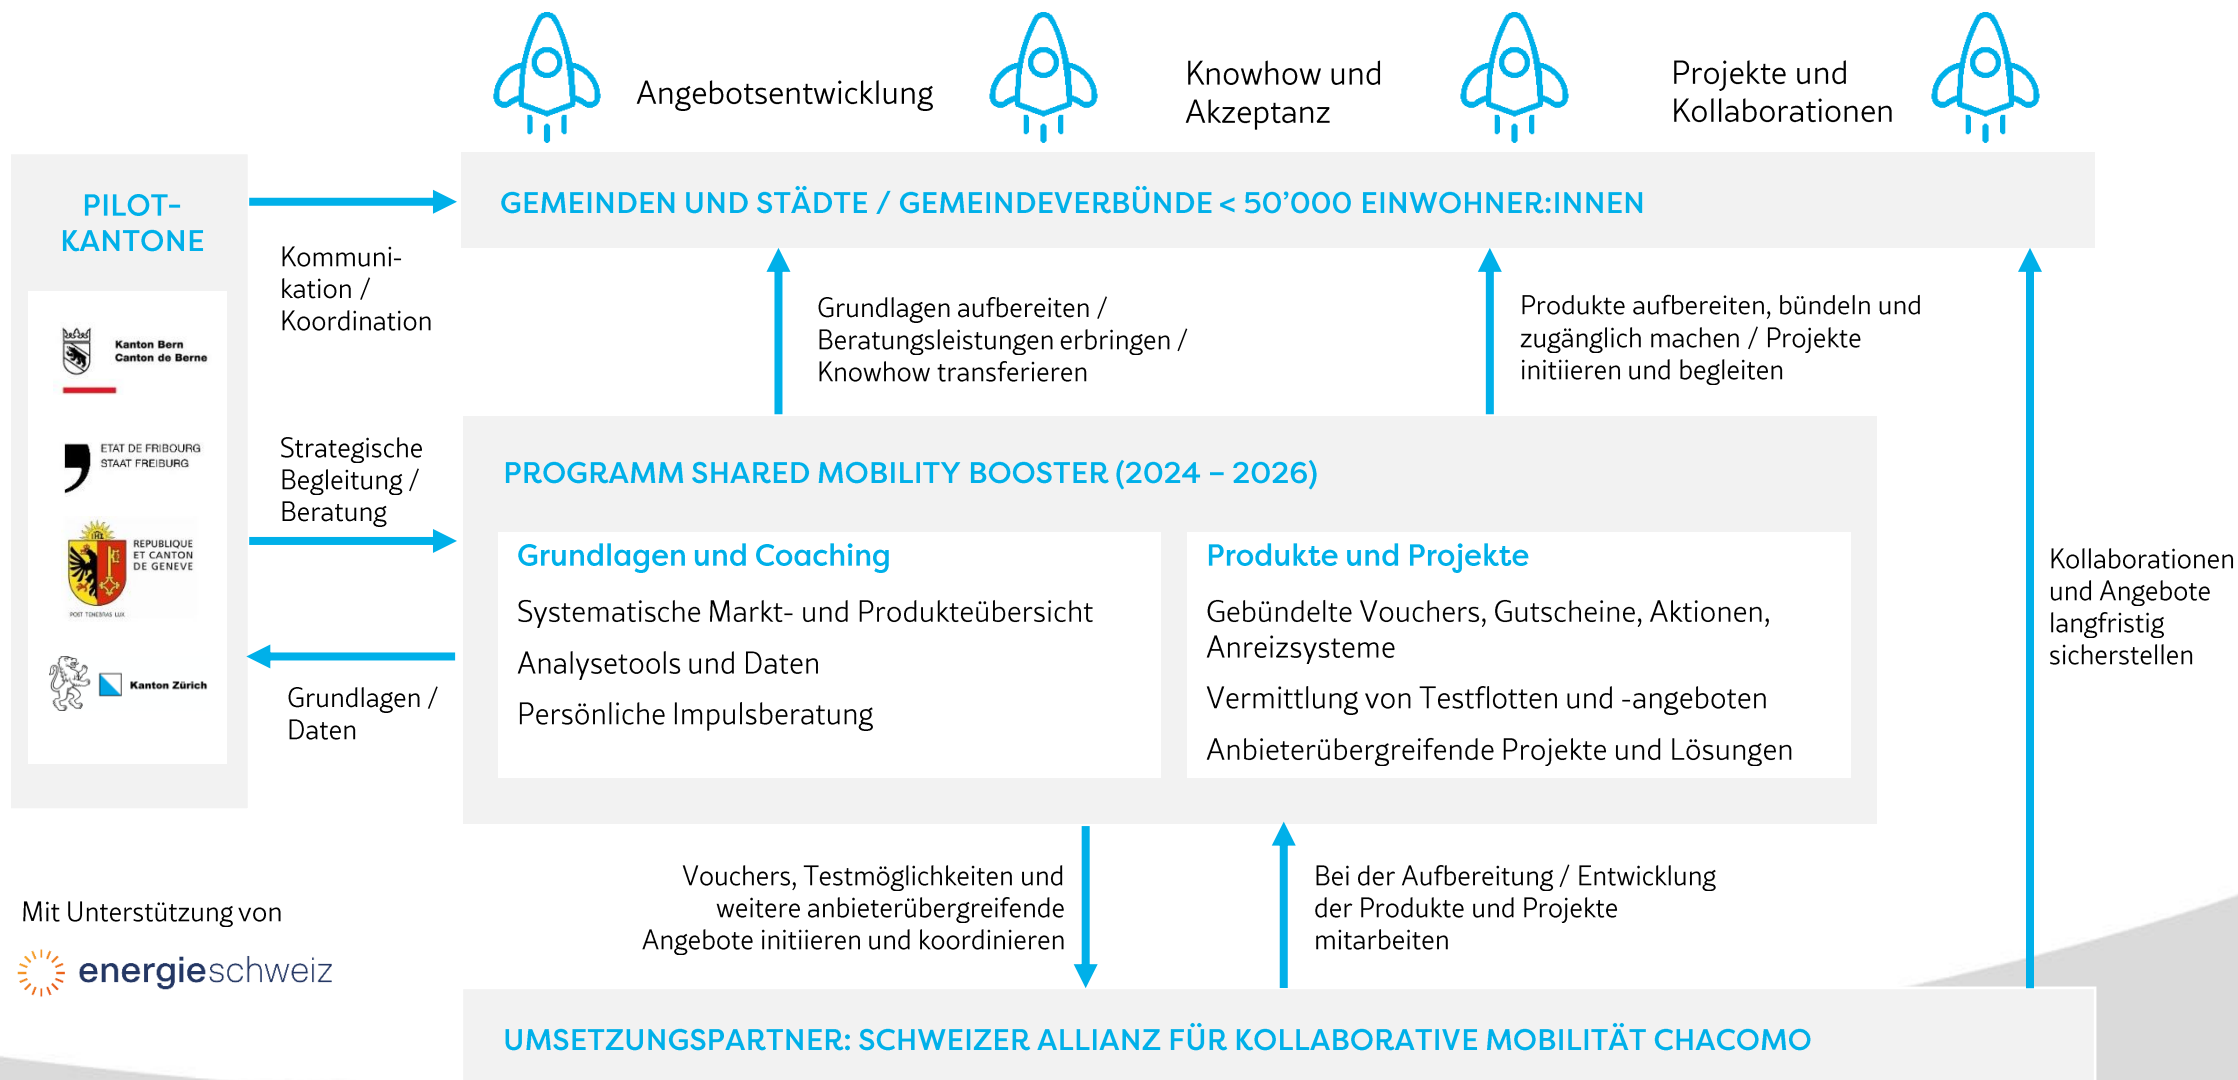 Angebotsentwicklung
Knowhow und
Akzeptanz
Projekte und
Kollaborationen
PILOT-
KANTONE
GEMEINDEN UND STÄDTE / GEMEINDEVERBÜNDE < 50’000 EINWOHNER:INNEN
Kommuni-
kation /
Koordination
Grundlagen aufbereiten /
Beratungsleistungen erbringen /
Knowhow transferieren
Produkte aufbereiten, bündeln und
zugänglich machen / Projekte
initiieren und begleiten
Kanton Bern
Canton de Berne
ETAT DE FRIBOURG
STAAT FREIBURG
REPUBLIQUE
ET CANTON
DE GENEVE
POST TENEBRAS LUX
Kanton Zürich
Strategische
Begleitung /
Beratung
Grundlagen /
Daten
PROGRAMM SHARED MOBILITY BOOSTER (2024 – 2026)
Grundlagen und Coaching
Systematische Markt- und Produkteübersicht
Analysetools und Daten
Persönliche Impulsberatung
Produkte und Projekte
Gebündelte Vouchers, Gutscheine, Aktionen,
Anreizsysteme
Vermittlung von Testflotten und -angeboten
Anbieterübergreifende Projekte und Lösungen
Kollaborationen
und Angebote
langfristig
sicherstellen
Vouchers, Testmöglichkeiten und
weitere anbieterübergreifende
Angebote initiieren und koordinieren
Bei der Aufbereitung / Entwicklung
der Produkte und Projekte
mitarbeiten
Mit Unterstützung von
energieschweiz
UMSETZUNGSPARTNER: SCHWEIZER ALLIANZ FÜR KOLLABORATIVE MOBILITÄT CHACOMO